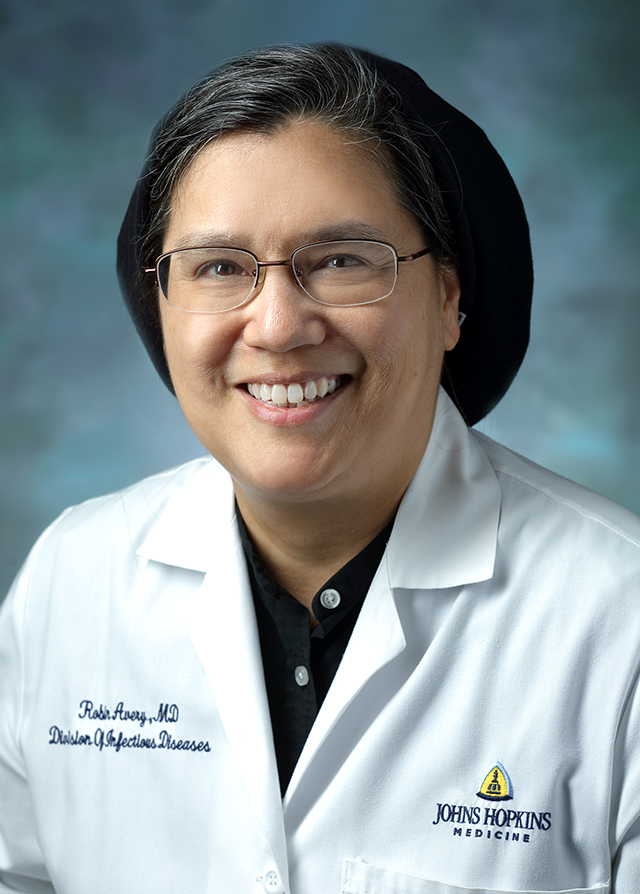 Robin Avery, MD
Division Of Infectious Diseases
JOHNS HOPKINS
MEDICINE